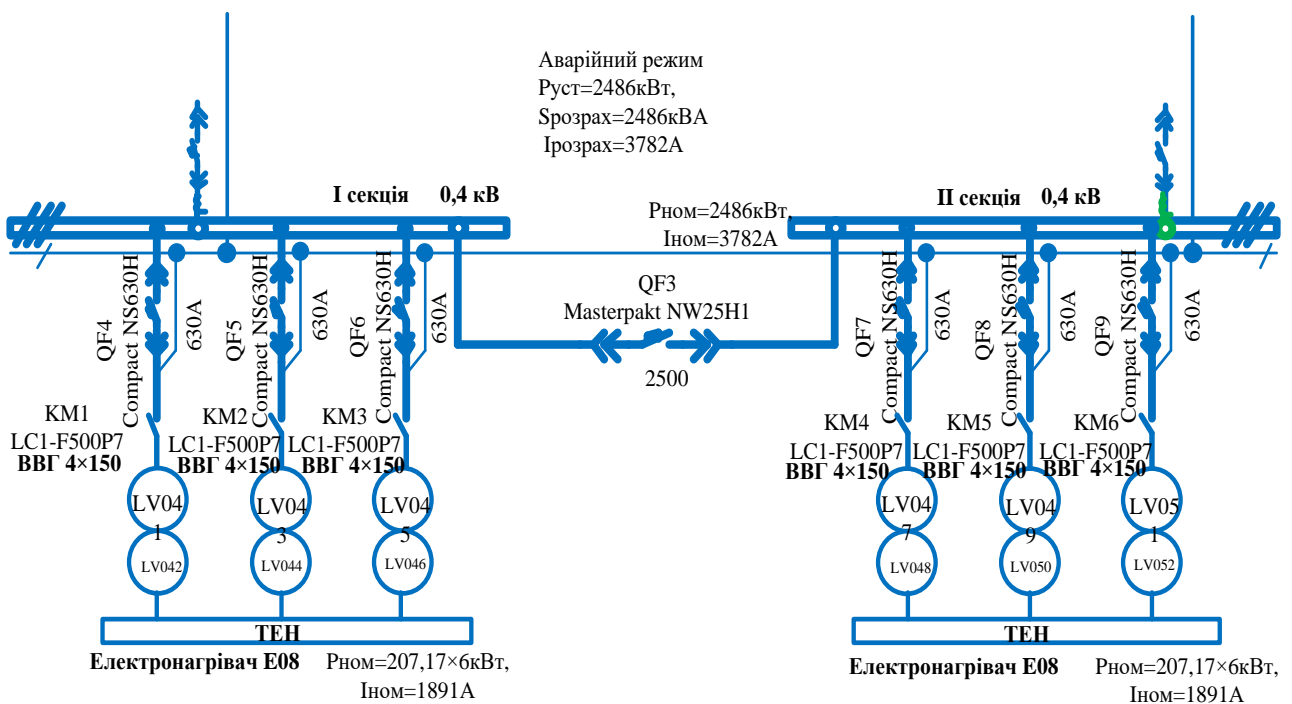 Аварійний режим
Руст=2486кВт,
Sрозрах=2486кВА
Ірозрах=3782А
І секція 0,4 кВ
Рном=2486кВт,
Іном=3782А
ІІ секція 0,4 кВ
QF3
Masterpakt NW25H1
2500
QF4
Compact NS630H
630А
QF5
Compact NS630H
630А
QF6
Compact NS630H
630А
QF7
Compact NS630H
630А
QF8
Compact NS630H
630А
QF9
Compact NS630H
630А
KM1
LC1-F500P7
ВВГ 4×150
KM2
LC1-F500P7
ВВГ 4×150
KM3
LC1-F500P7
ВВГ 4×150
KM4
LC1-F500P7
ВВГ 4×150
KM5
LC1-F500P7
ВВГ 4×150
KM6
LC1-F500P7
ВВГ 4×150
LV04
1
LV042
LV04
3
LV044
LV04
5
LV046
LV04
7
LV048
LV04
9
LV050
LV05
1
LV052
ТЕН
Електронагрівач Е08
Рном=207,17×6кВт,
Іном=1891А
ТЕН
Електронагрівач Е08
Рном=207,17×6кВт,
Іном=1891А